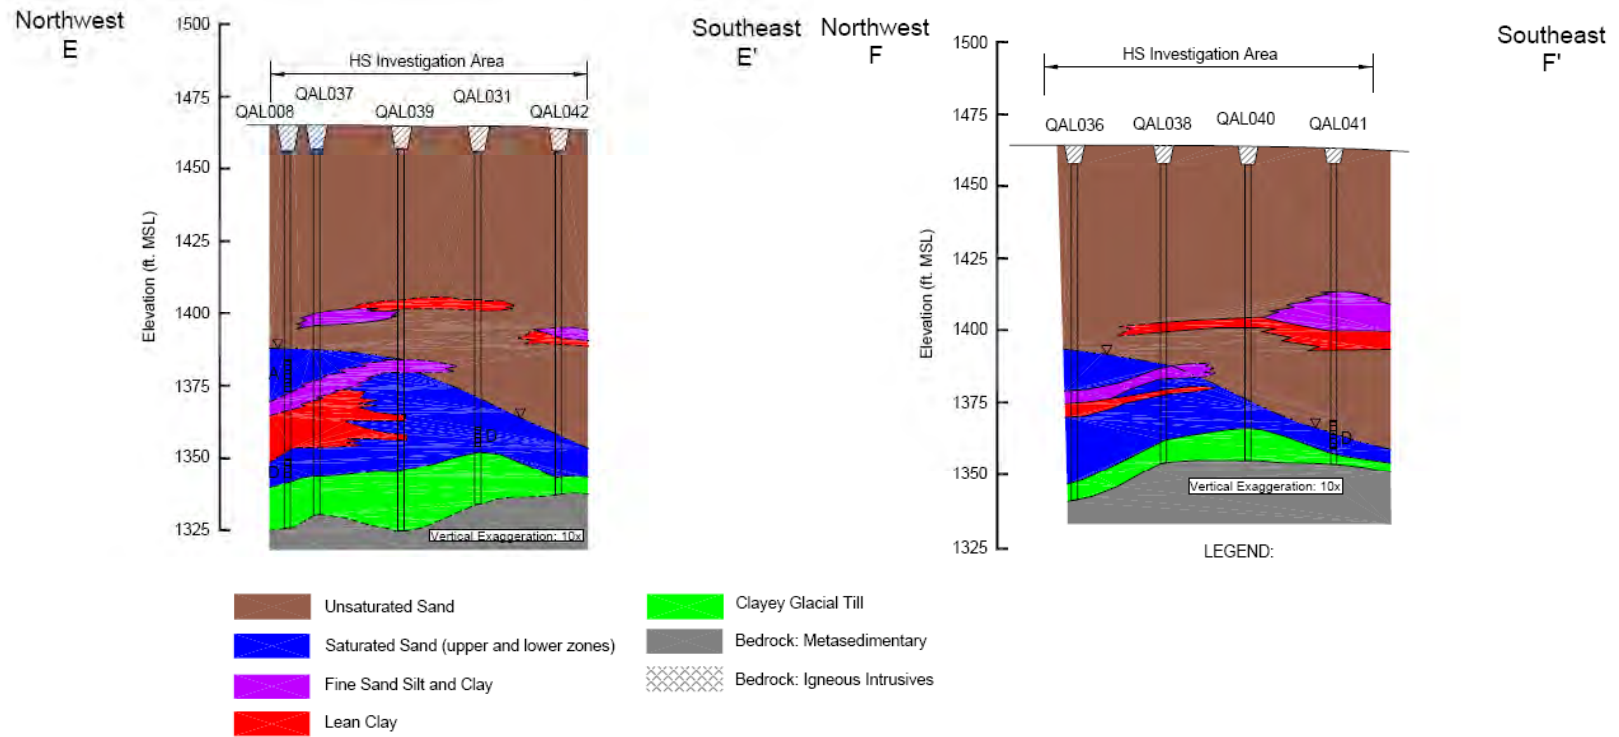 Northwest
E
Southeast
E'
HS Investigation Area
QAL008
QAL037
QAL039
QAL031
QAL042
Elevation (ft. MSL)
1500
1475
1450
1425
1400
1375
1350
1325
A
D
D
Vertical Exaggeration: 10x
Northwest
F
Southeast
F'
HS Investigation Area
QAL036
QAL038
QAL040
QAL041
Elevation (ft. MSL)
1500
1475
1450
1425
1400
1375
1350
1325
D
Vertical Exaggeration: 10x
LEGEND:
Unsaturated Sand
Saturated Sand (upper and lower zones)
Fine Sand Silt and Clay
Lean Clay
Clayey Glacial Till
Bedrock: Metasedimentary
Bedrock: Igneous Intrusives